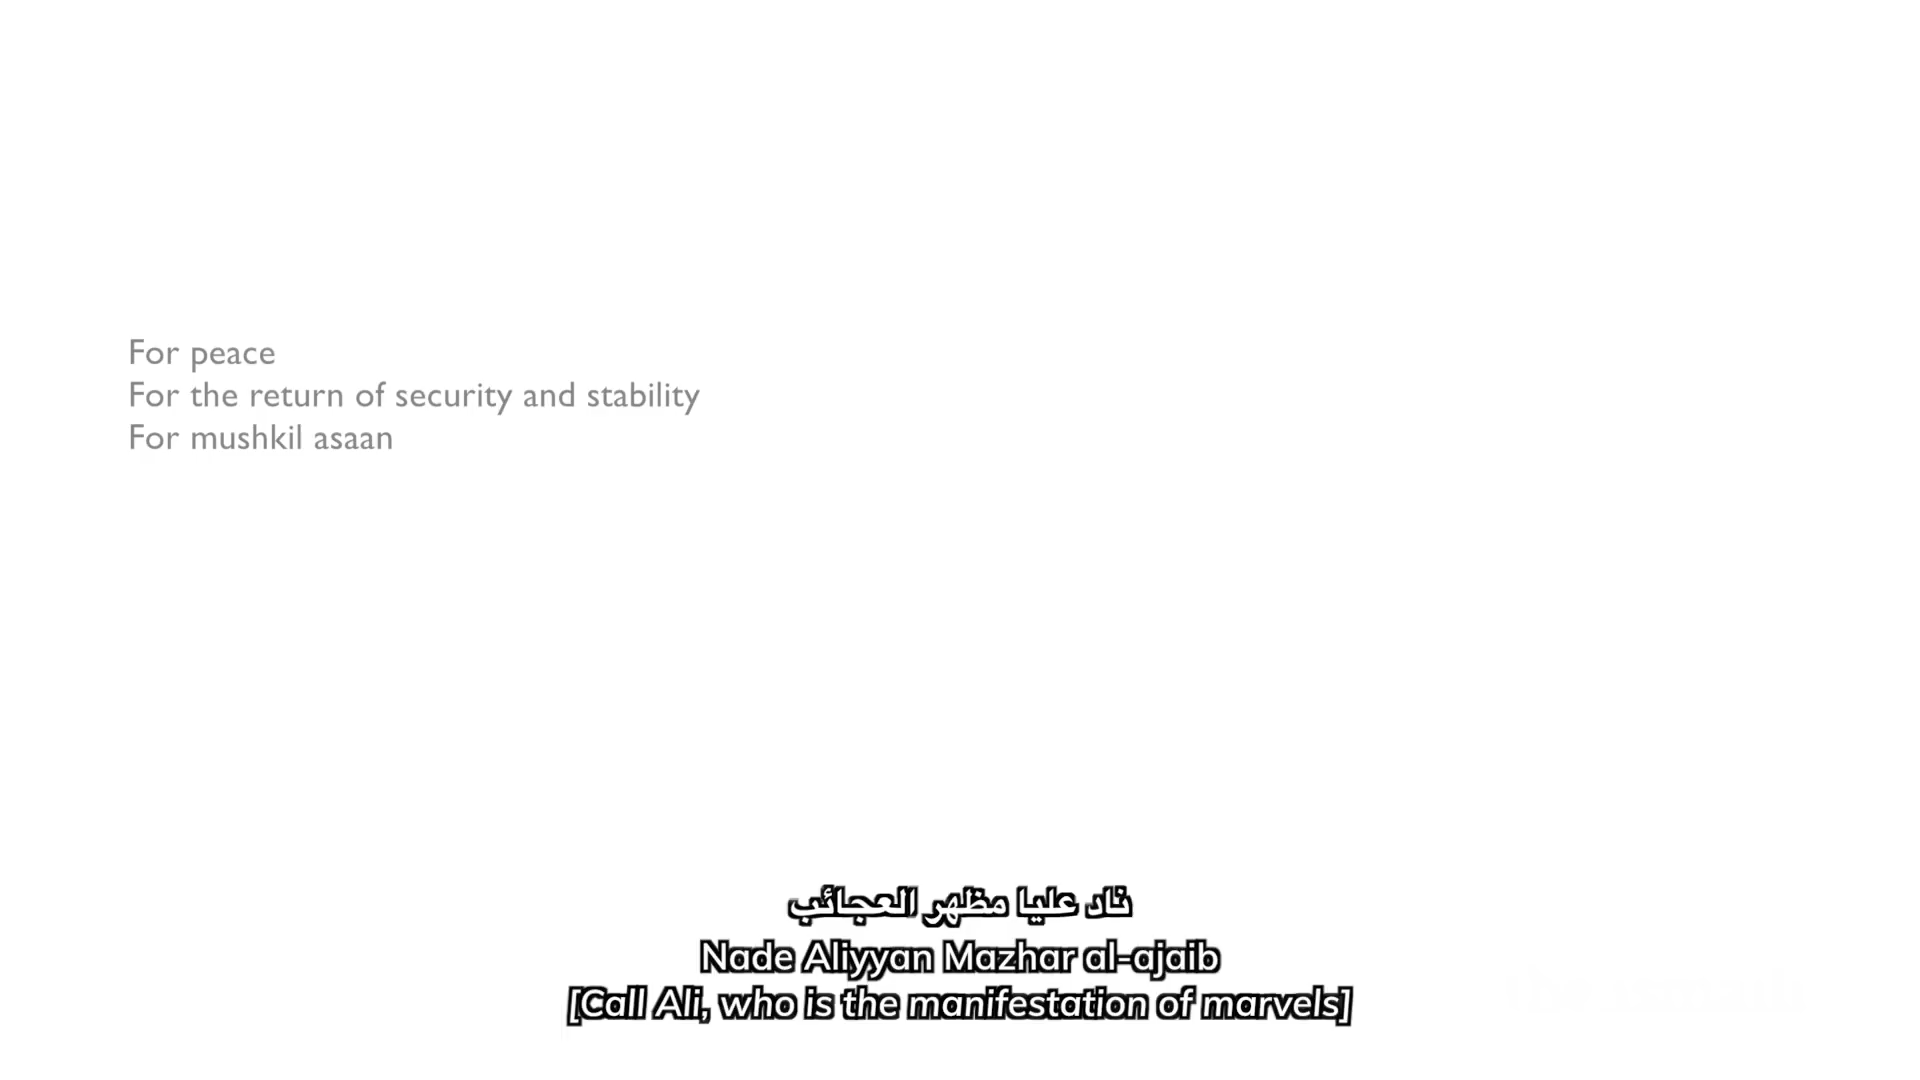 For peace
For the return of security and stability
For mushkil asaan
ناد عليا مظهر العجائب
Nade Aliyyan Mazhar al-ajaib
[Call Ali, who is the manifestation of marvels]